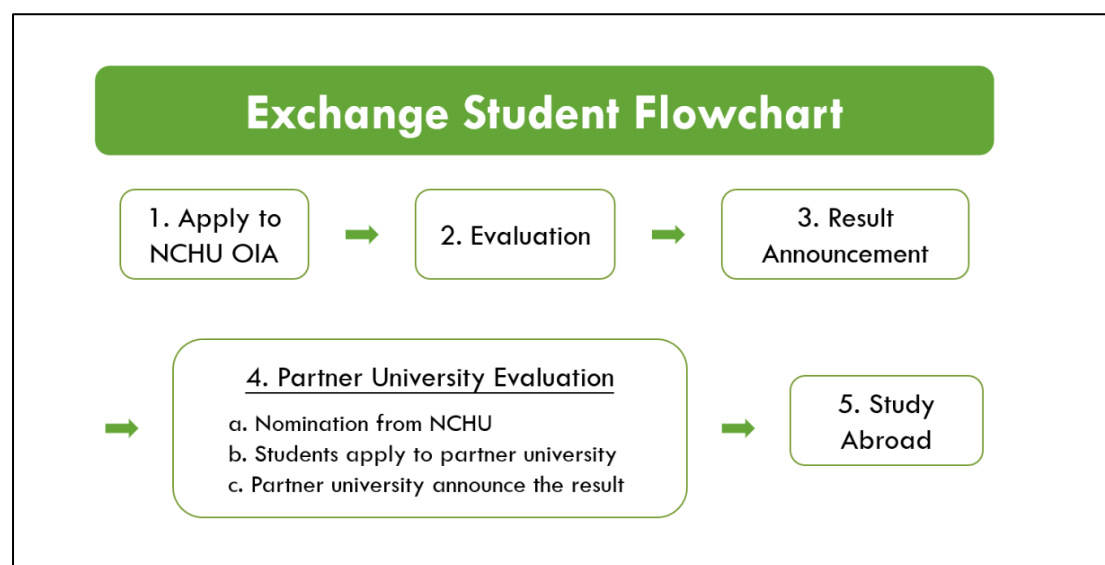 Exchange Student Flowchart
1. Apply to
NCHU OIA
2. Evaluation
3. Result
Announcement
4. Partner University Evaluation
a. Nomination from NCHU
b. Students apply to partner university
c. Partner university announce the result
5. Study
Abroad